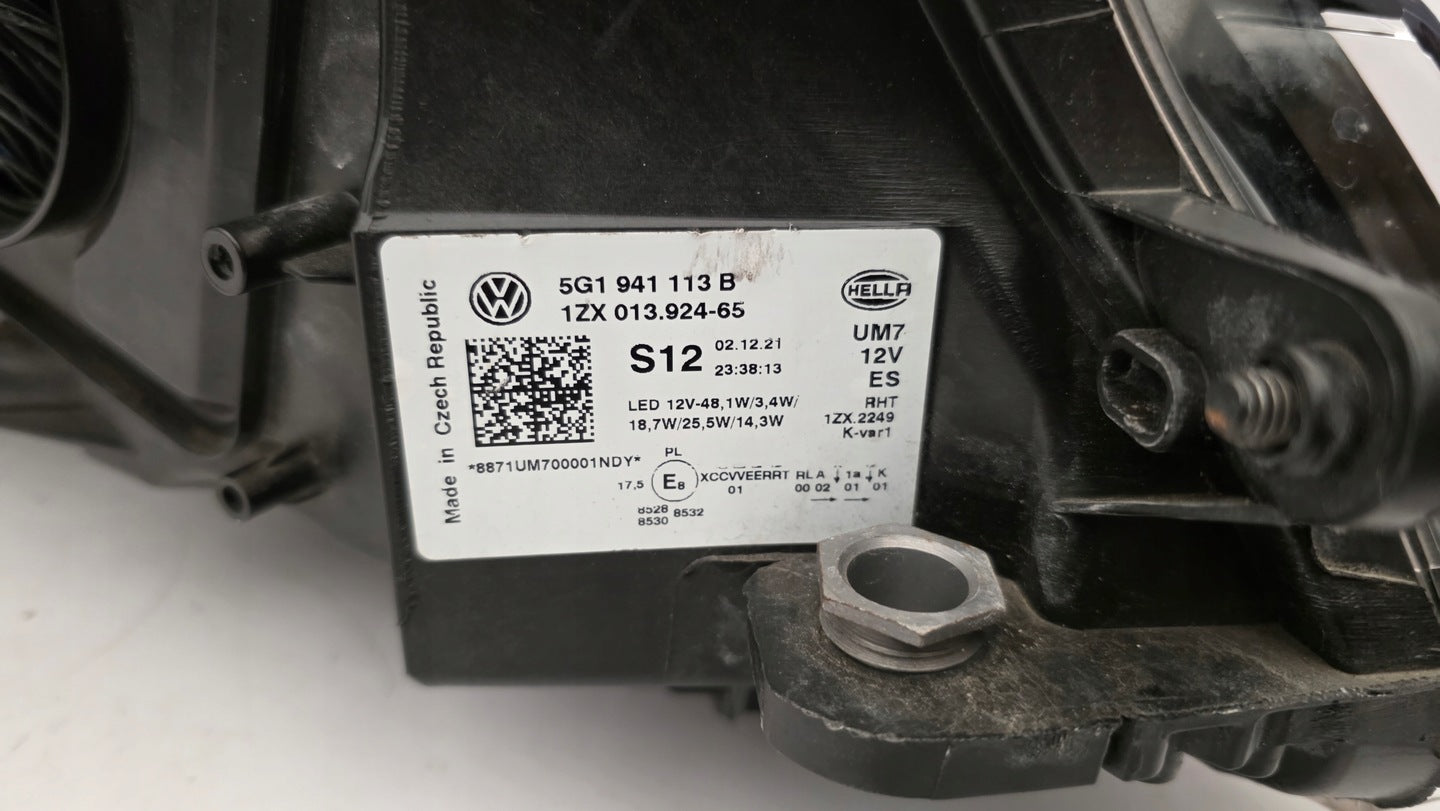 Made in Czech Republic
5G1 941 113 B
1ZX 013.924-65
HELLA
S12
02.12.21
23:38:13
UM7
12V
ES
RHT
1ZX.2249
K-var1
LED 12V-48,1W/3,4W/
18,7W/25,5W/14,3W
*8871UM700001NDY*
PL
17,5 E8 XCCVVEERRT RL A 1a K
01 00 02 01 01
8528 8532
8530